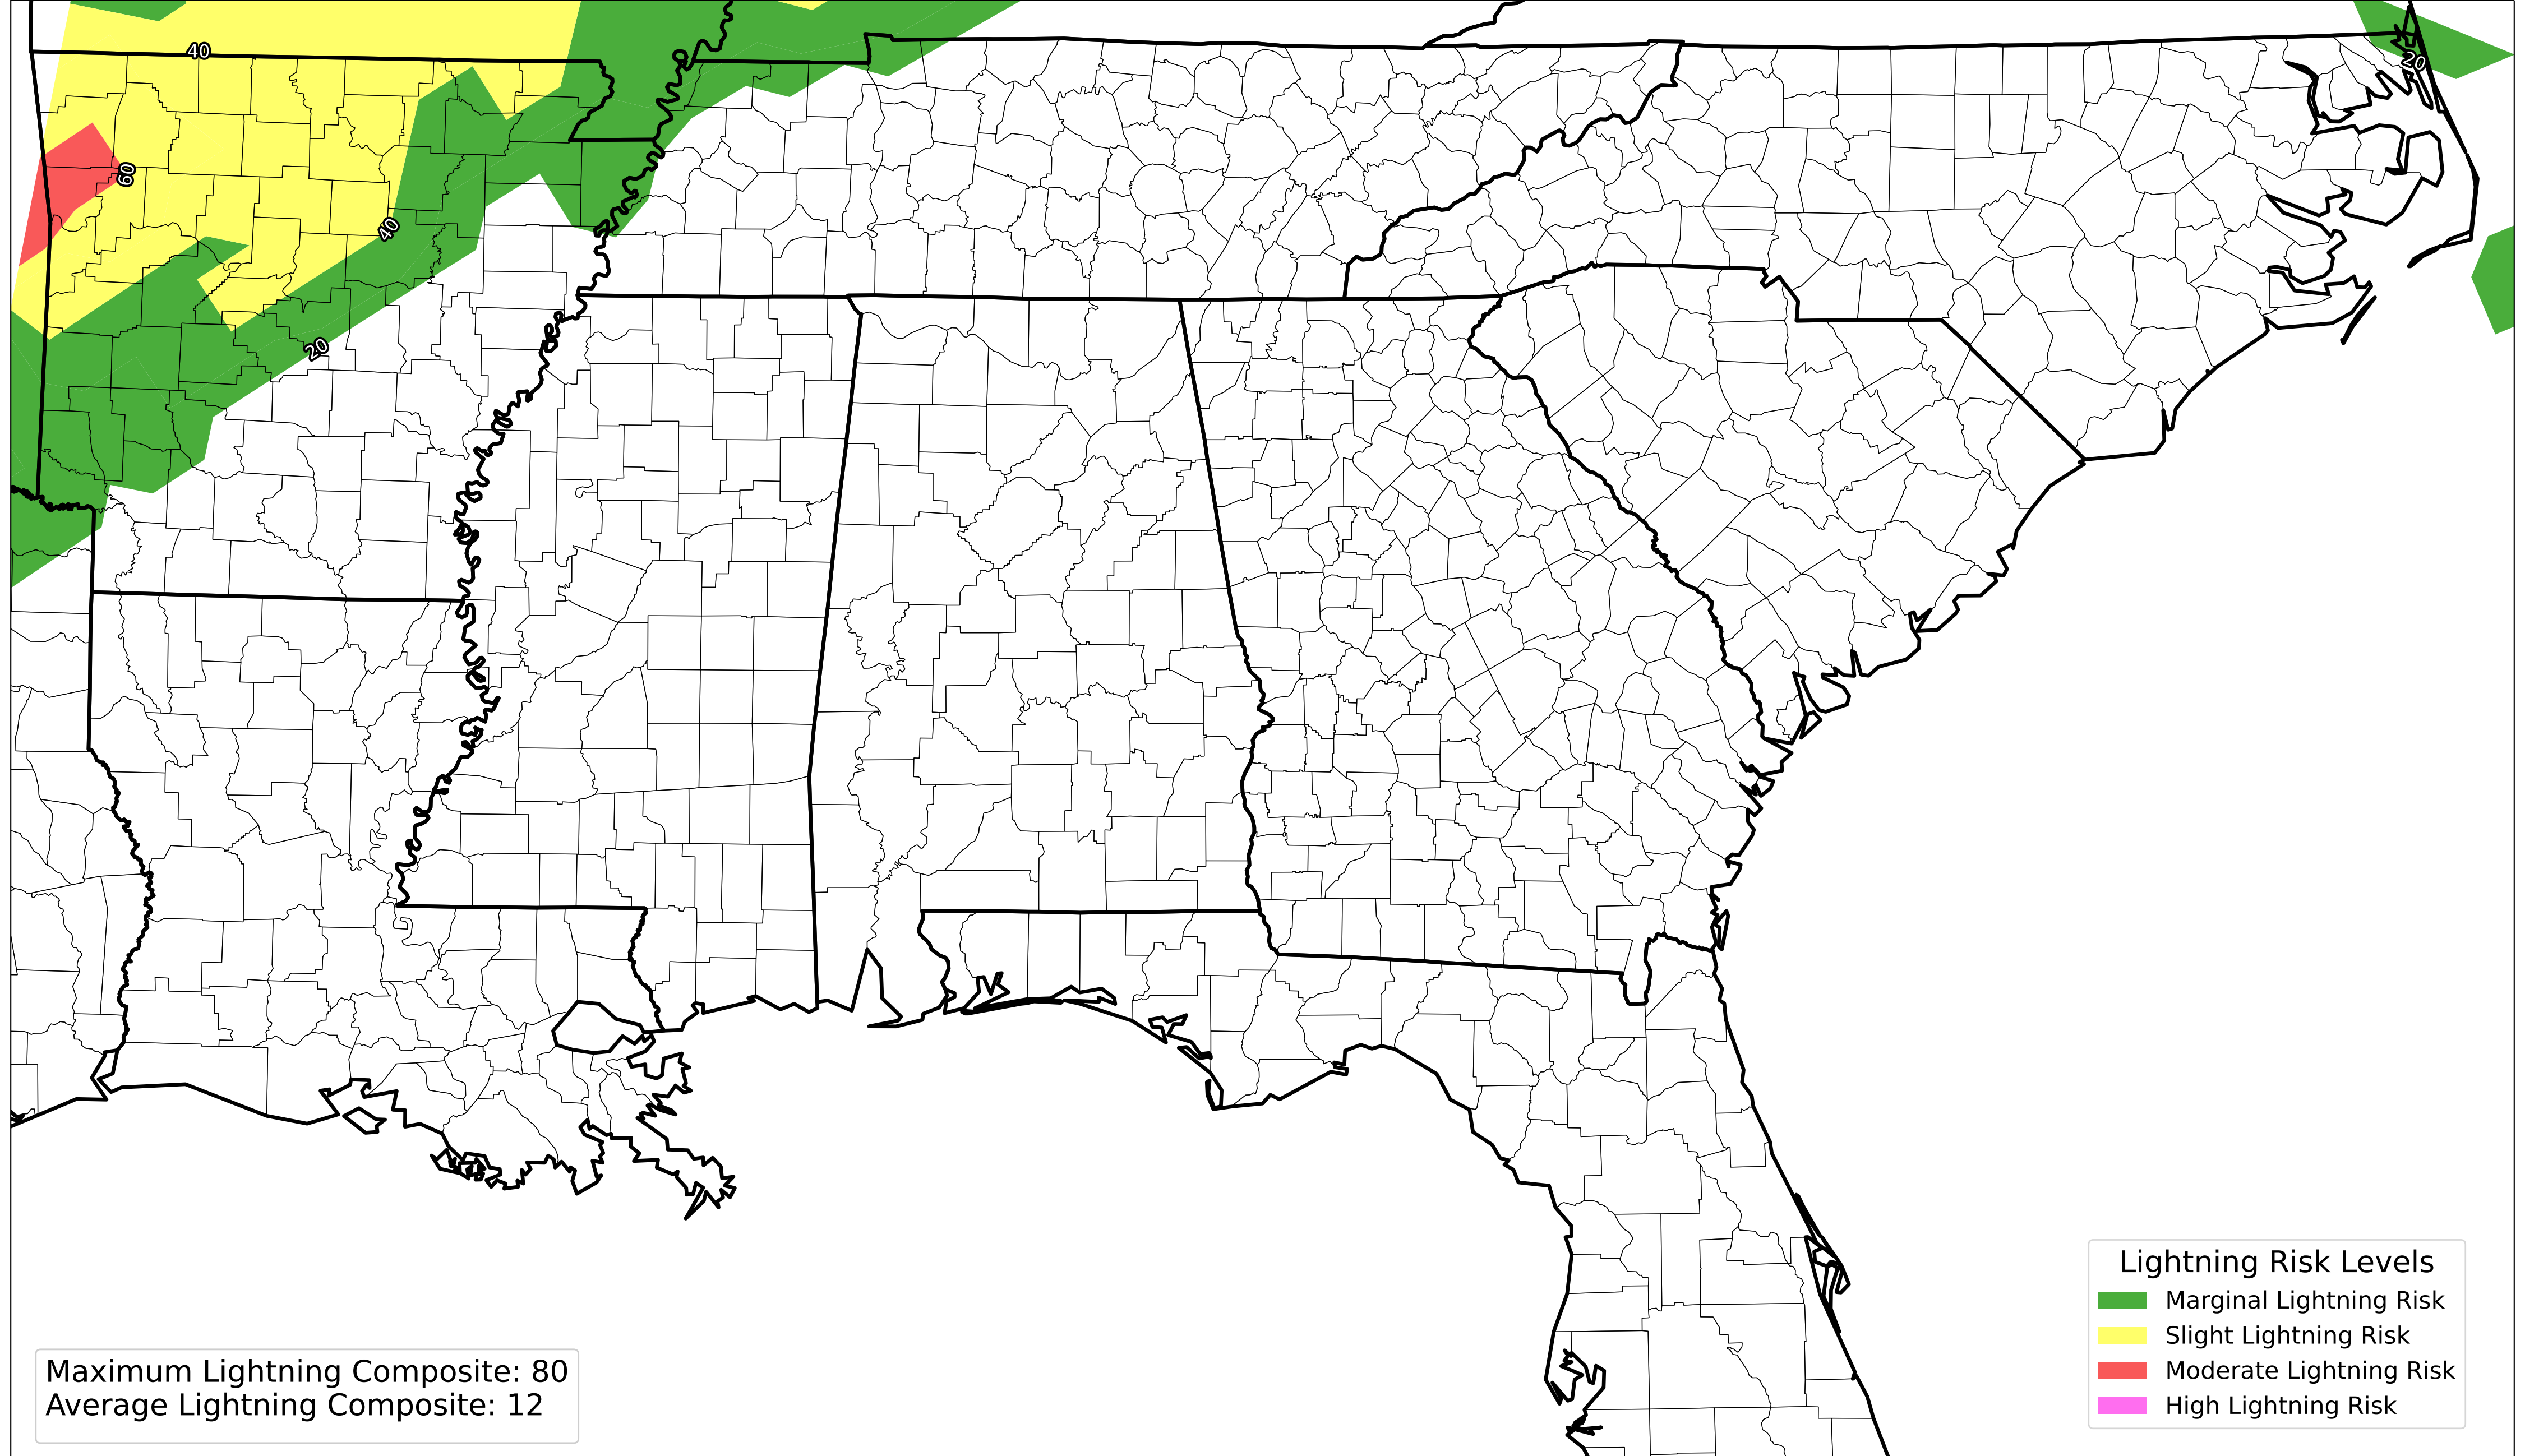 40
20
60
40
20
Maximum Lightning Composite: 80
Average Lightning Composite: 12
Lightning Risk Levels
Marginal Lightning Risk
Slight Lightning Risk
Moderate Lightning Risk
High Lightning Risk